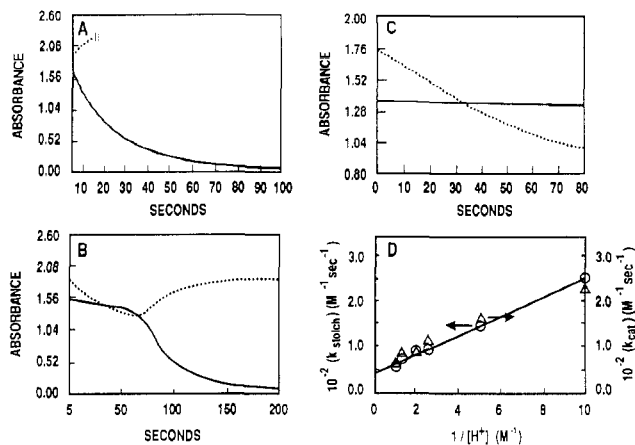 A
ABSORBANCE
2.60
2.08
1.56
1.04
0.52
0.00
10 20 30 40 50 60 70 80 90 100
SECONDS
C
ABSORBANCE
2.00
1.76
1.52
1.28
1.04
0.80
0 10 20 30 40 50 60 70 80
SECONDS
B
ABSORBANCE
2.60
2.08
1.56
1.04
0.52
0.00
5 50 100 150 200
SECONDS
D
10⁻² (k stoich) (M⁻¹ sec⁻¹)
3.0
2.0
1.0
0.0
0 2 4 6 8 10
1 / [H⁺] (M⁻¹)
3.0
2.0
1.0
0.0
10⁻² (k cat) (M⁻¹ sec⁻¹)